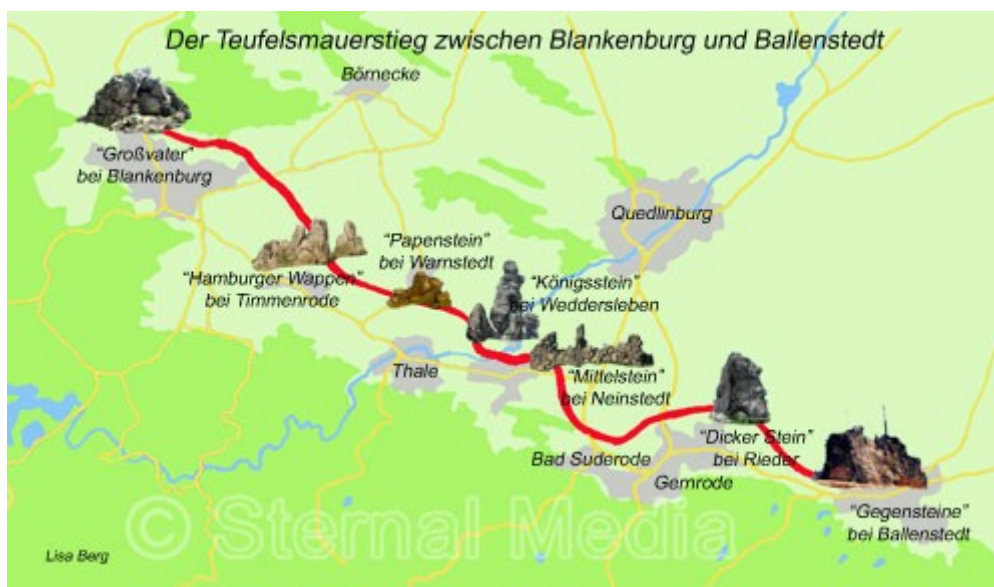 Der Teufelsmauerstieg zwischen Blankenburg und Ballenstedt
Börnecke
"Großvater"
bei Blankenburg
Quedlinburg
"Papenstein"
bei Warnstedt
"Hamburger Wappen"
bei Timmenrode
"Königsstein"
bei Weddersleben
Thale
"Mittelstein"
bei Neinstedt
"Dicker Stein"
bei Rieder
Bad Suderode
Gernrode
"Gegensteine"
bei Ballenstedt
© Sternal Media
Lisa Berg